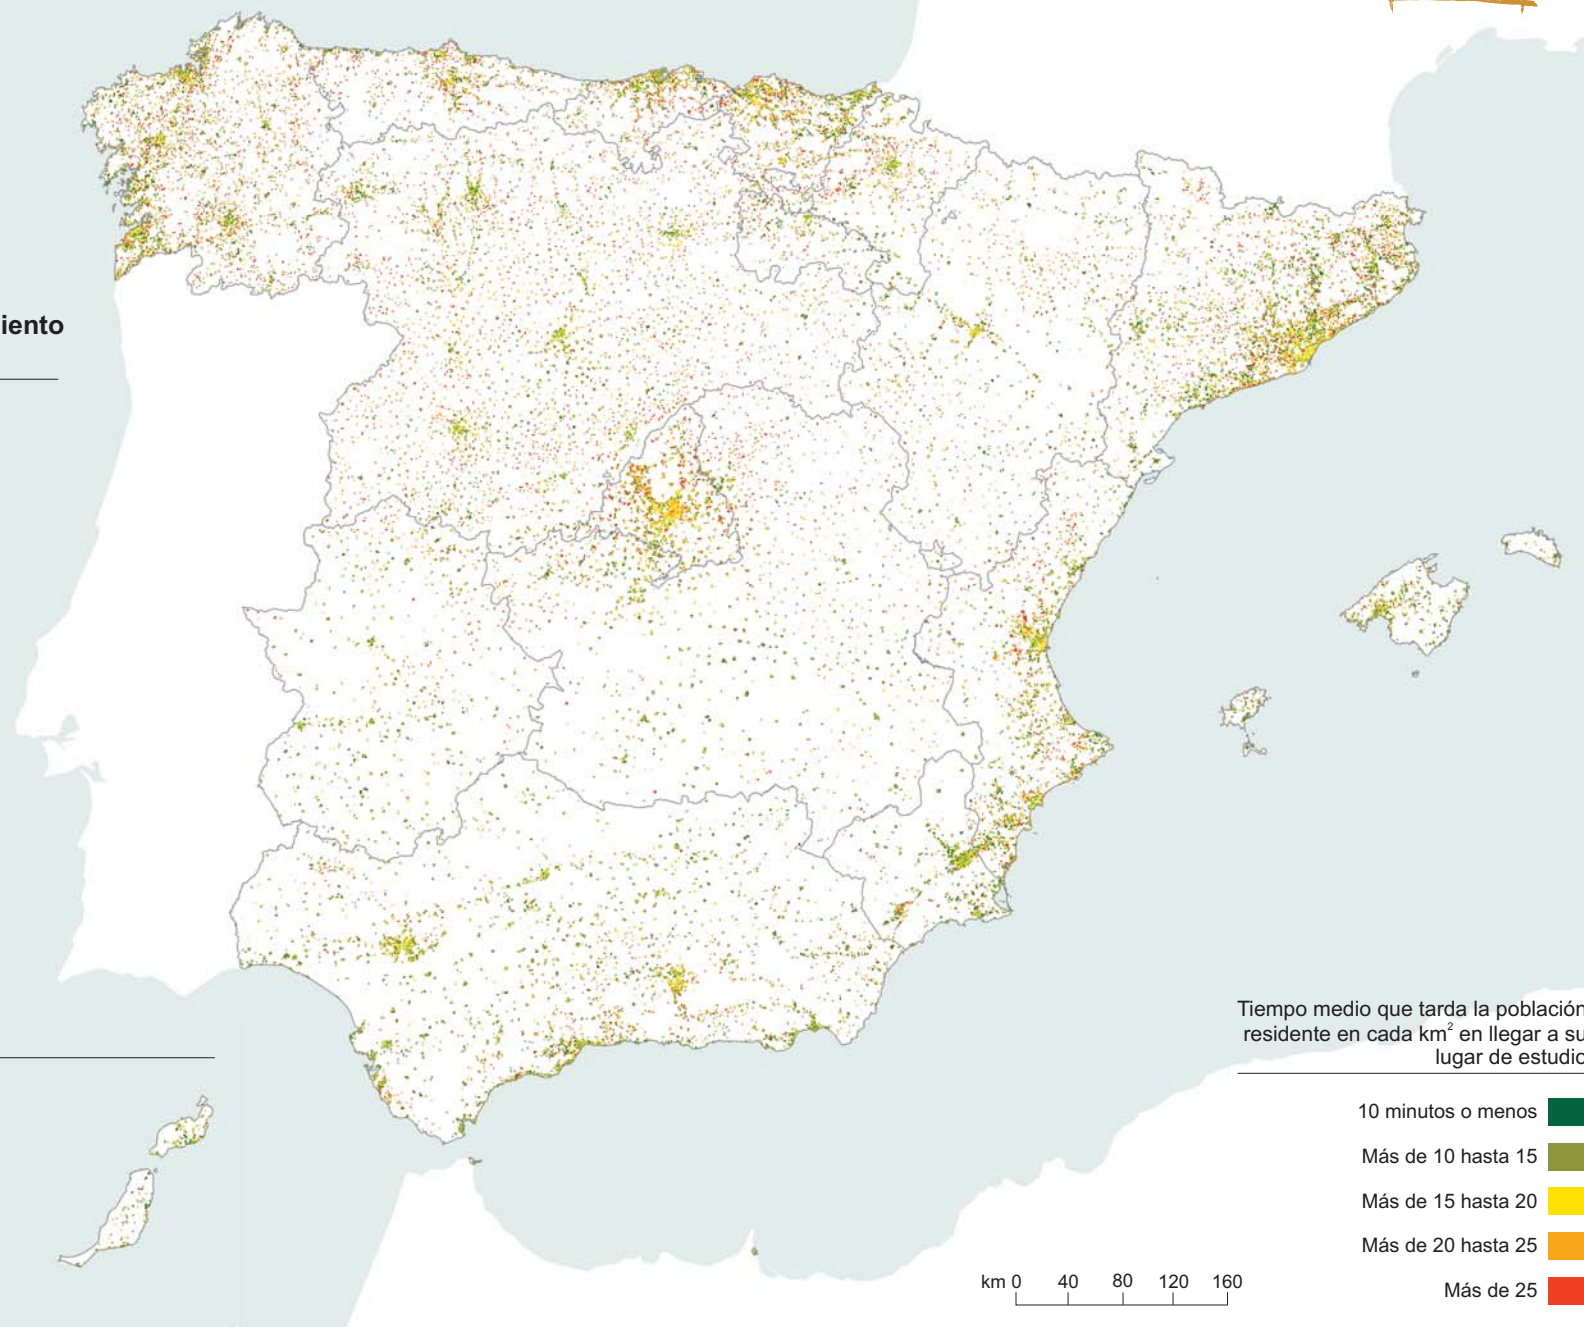 iento
Tiempo medio que tarda la población
residente en cada km² en llegar a su
lugar de estudio
10 minutos o menos
Más de 10 hasta 15
Más de 15 hasta 20
Más de 20 hasta 25
Más de 25
km 0 40 80 120 160